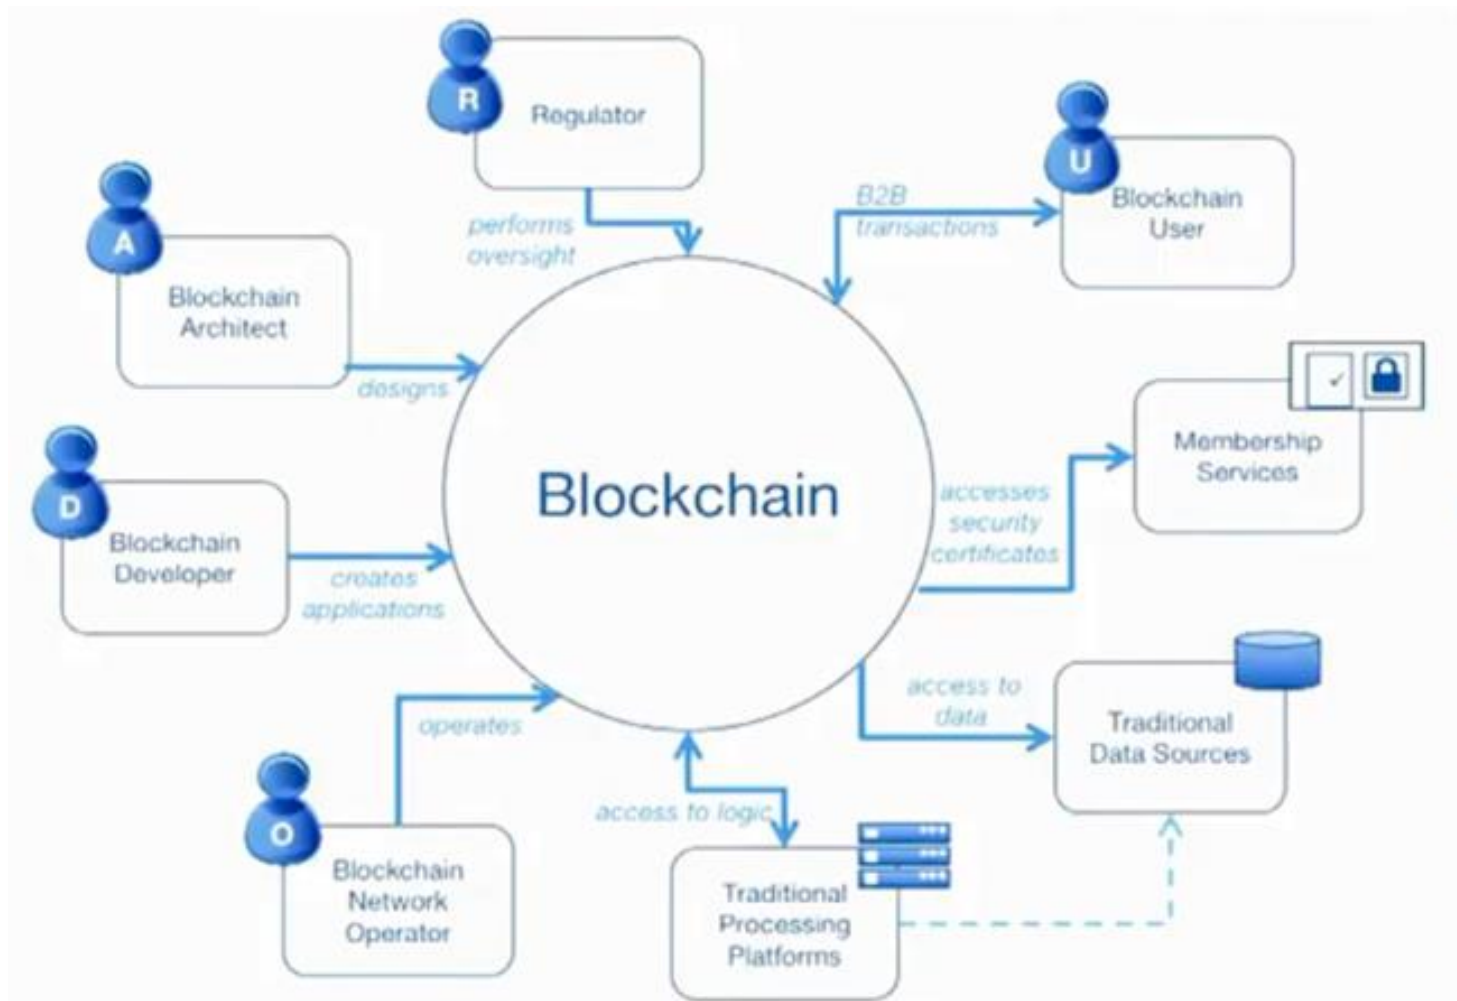 R
Regulator
performs
oversight
U
Blockchain
User
B2B
transactions
A
Blockchain
Architect
designs
Membership
Services
accesses
security
certificates
Blockchain
D
Blockchain
Developer
creates
applications
operates
access to
data
Traditional
Data Sources
O
Blockchain
Network
Operator
access to logic
Traditional
Processing
Platforms